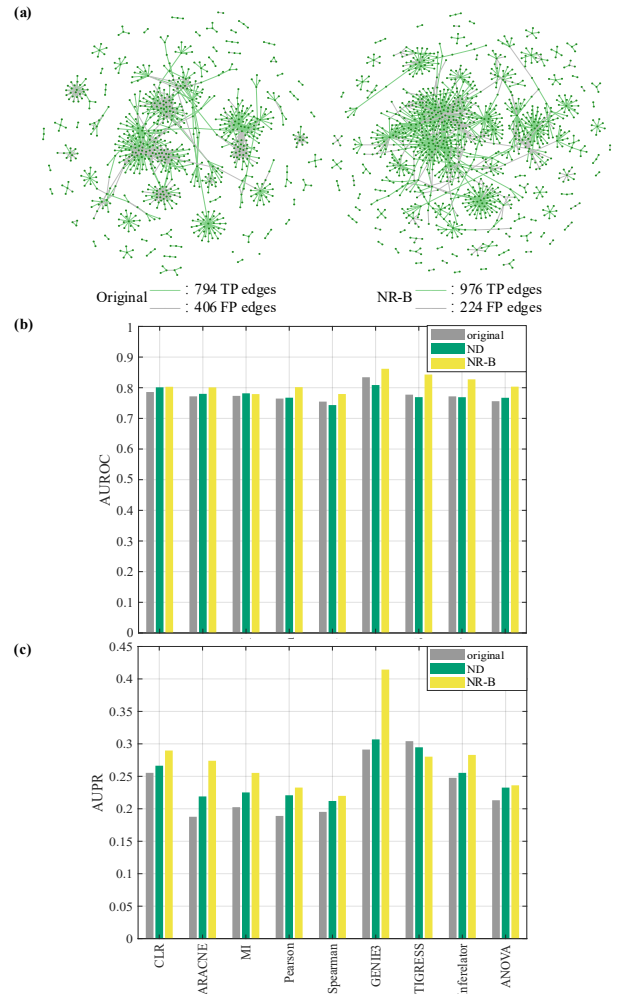 (a)
Original : 794 TP edges
: 406 FP edges
NR-B : 976 TP edges
: 224 FP edges
(b)
1
0.9
0.8
0.7
0.6
0.5
0.4
0.3
0.2
0.1
0
AUROC
original
ND
NR-B
(c)
0.45
0.4
0.35
0.3
0.25
0.2
0.15
0.1
0.05
0
AUPR
original
ND
NR-B
CLR
ARACNE
MI
Pearson
Spearman
GENIE3
TIGRESS
nferelator
ANOVA